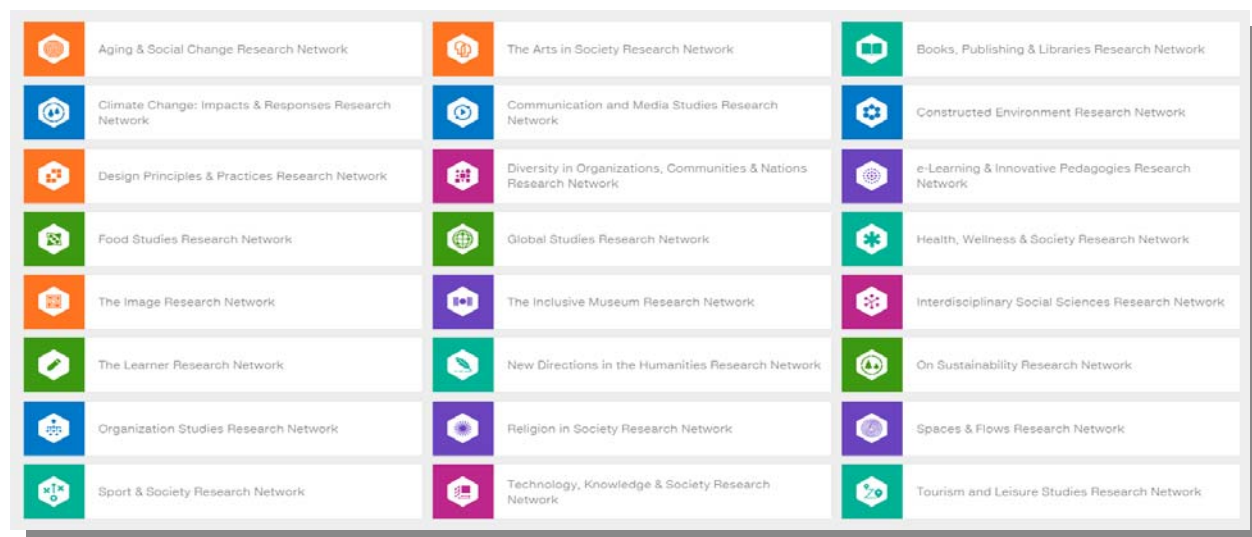 Aging & Social Change Research Network
The Arts in Society Research Network
Books, Publishing & Libraries Research Network
Climate Change: Impacts & Responses Research
Network
Communication and Media Studies Research
Network
Constructed Environment Research Network
Design Principles & Practices Research Network
Diversity in Organizations, Communities & Nations
Research Network
e-Learning & Innovative Pedagogies Research
Network
Food Studies Research Network
Global Studies Research Network
Health, Wellness & Society Research Network
The Image Research Network
The Inclusive Museum Research Network
Interdisciplinary Social Sciences Research Network
The Learner Research Network
New Directions in the Humanities Research Network
On Sustainability Research Network
Organization Studies Research Network
Religion in Society Research Network
Spaces & Flows Research Network
Sport & Society Research Network
Technology, Knowledge & Society Research
Network
Tourism and Leisure Studies Research Network